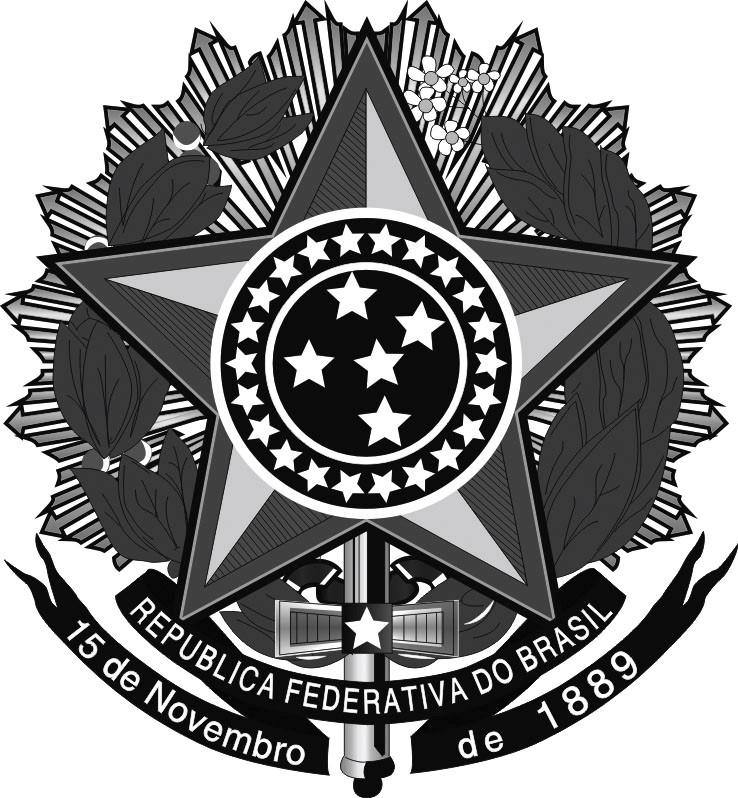 REPUBLICA FEDERATIVA DO BRASIL
15 de Novembro de 1889